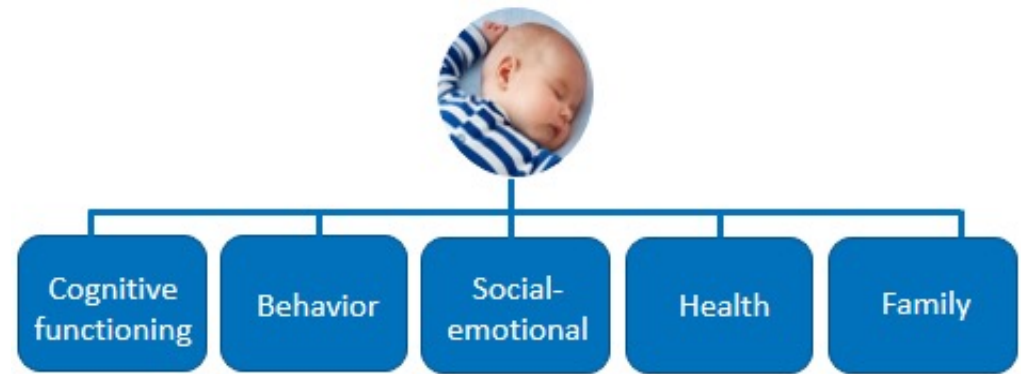 Cognitive
functioning
Behavior
Social-
emotional
Health
Family